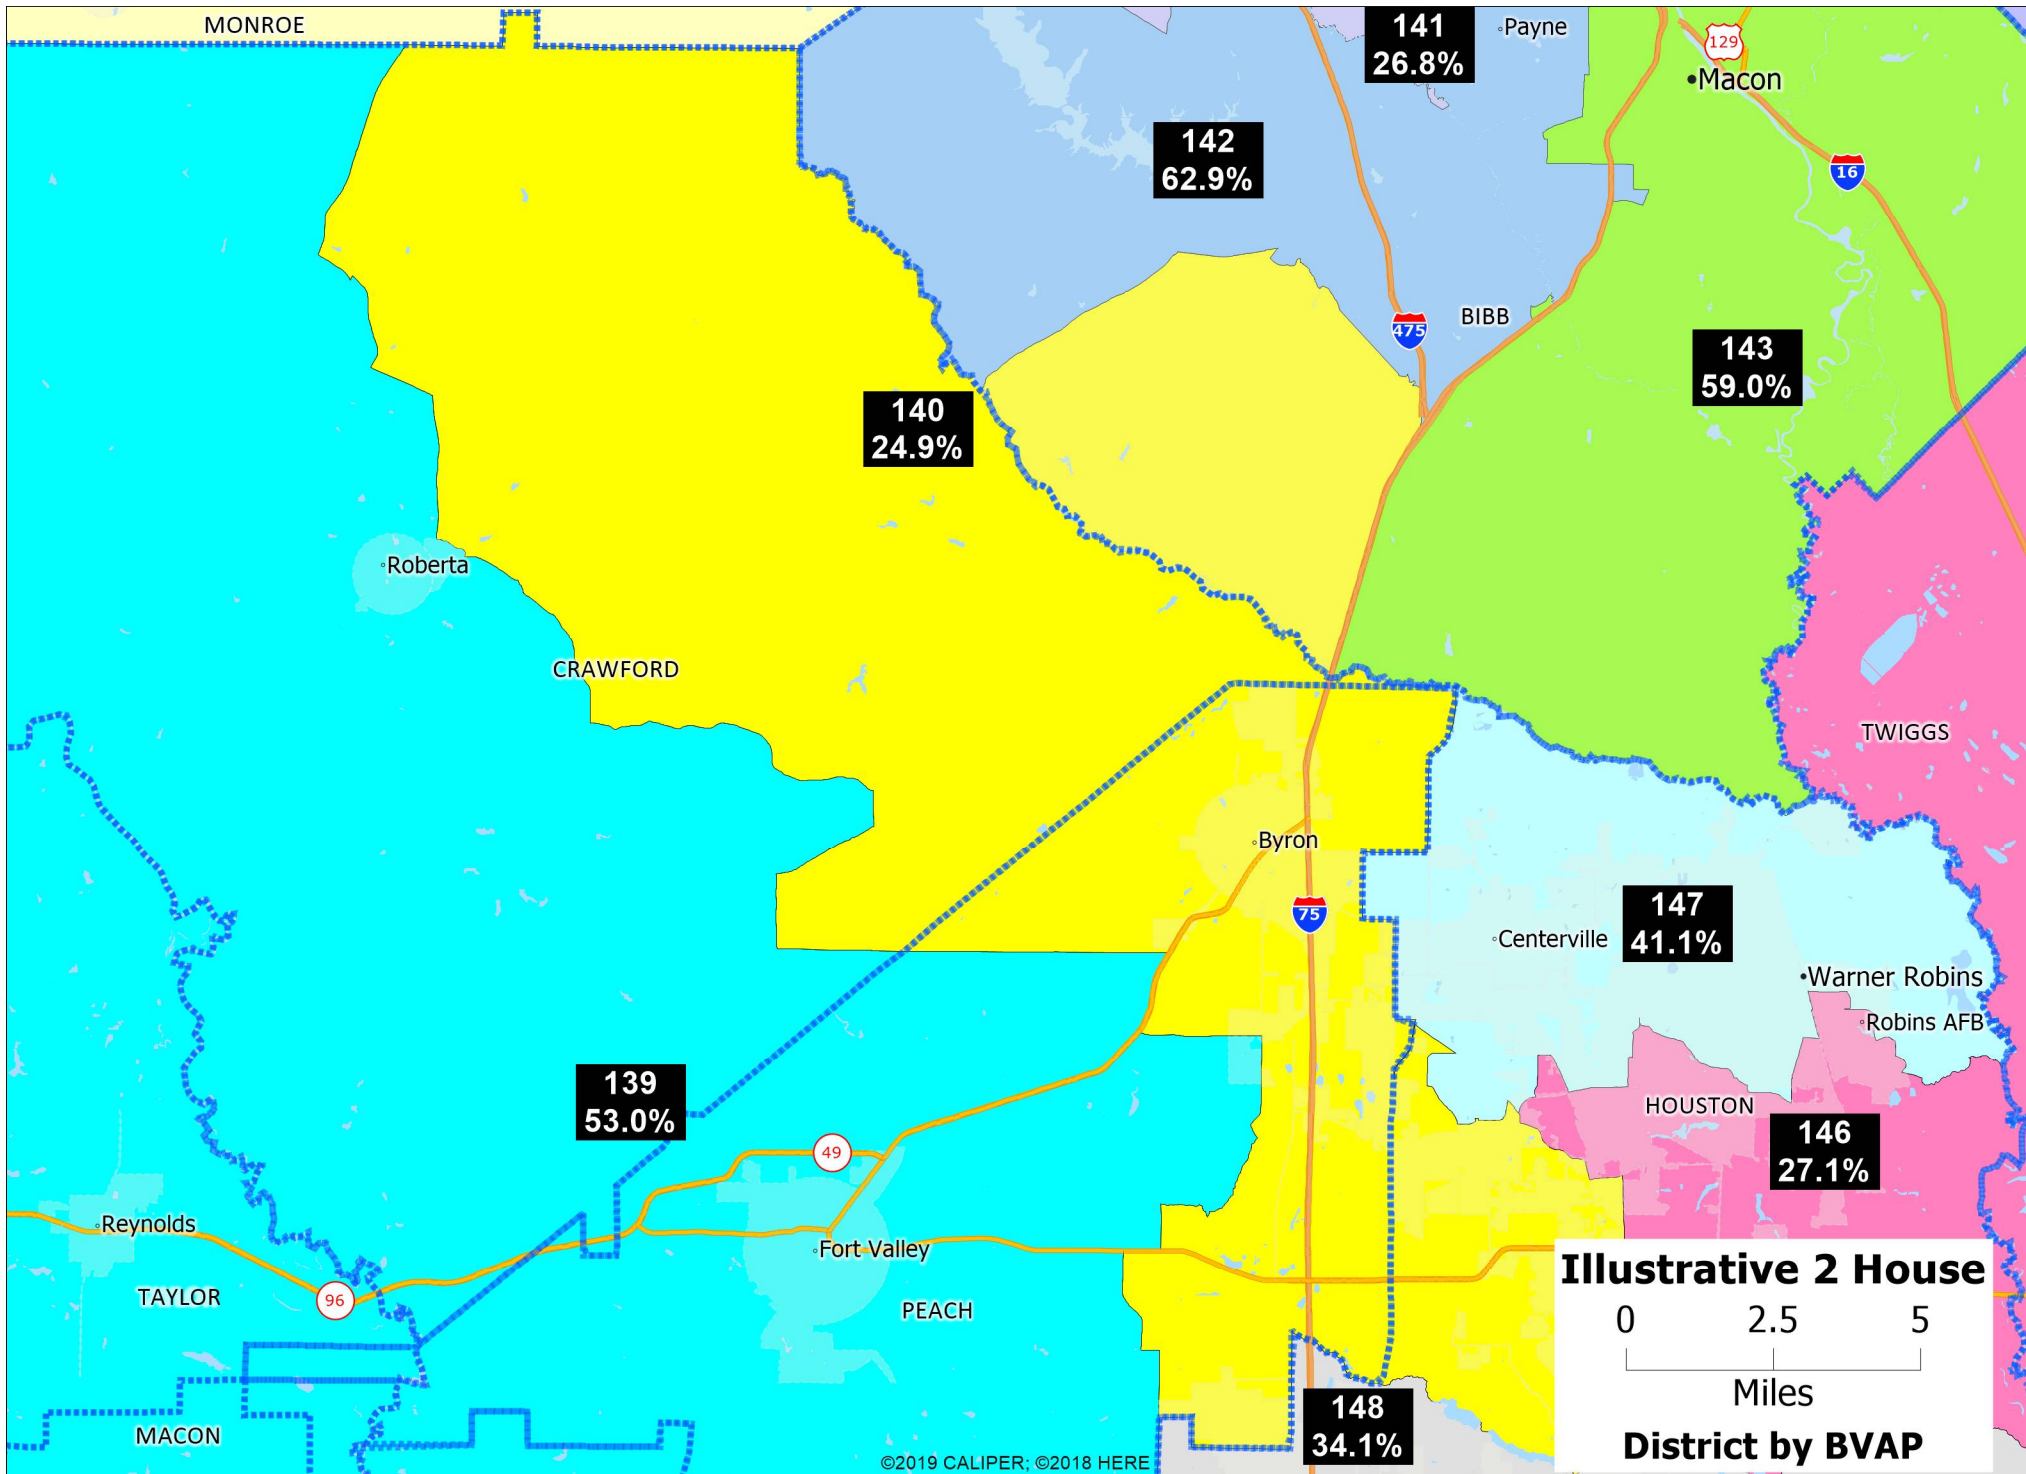 MONROE
141
26.8%
Payne
129
Macon
142
62.9%
16
475
BIBB
143
59.0%
140
24.9%
Roberta
CRAWFORD
TWIGGS
Byron
75
147
41.1%
Centerville
Warner Robins
Robins AFB
139
53.0%
HOUSTON
146
27.1%
49
Reynolds
Fort Valley
TAYLOR
96
PEACH
Illustrative 2 House
0 2.5 5
Miles
District by BVAP
148
34.1%
MACON
©2019 CALIPER; ©2018 HERE